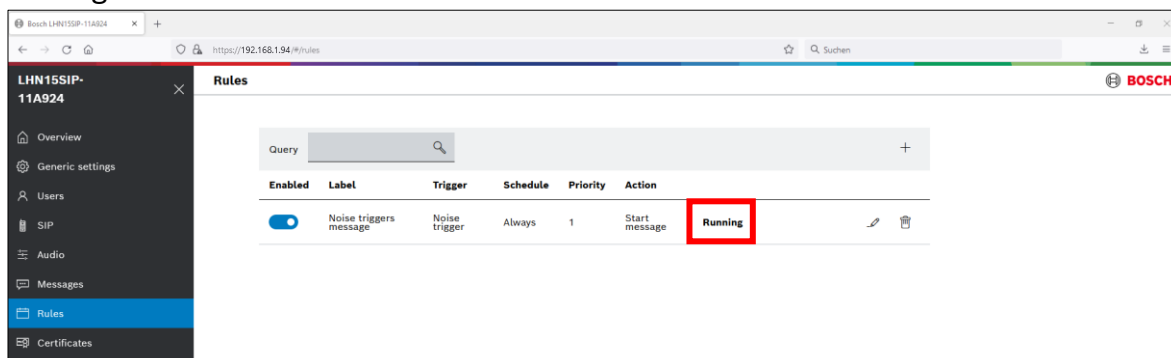 Bosch LHN15SIP-11A924
https://192.168.1.94/#/rules
Suchen
LHN15SIP-
11A924
Rules
BOSCH
Overview
Generic settings
Users
SIP
Audio
Messages
Rules
Certificates
Query
Enabled Label Trigger Schedule Priority Action
Noise triggers
message
Noise
trigger
Always
1
Start
message
Running